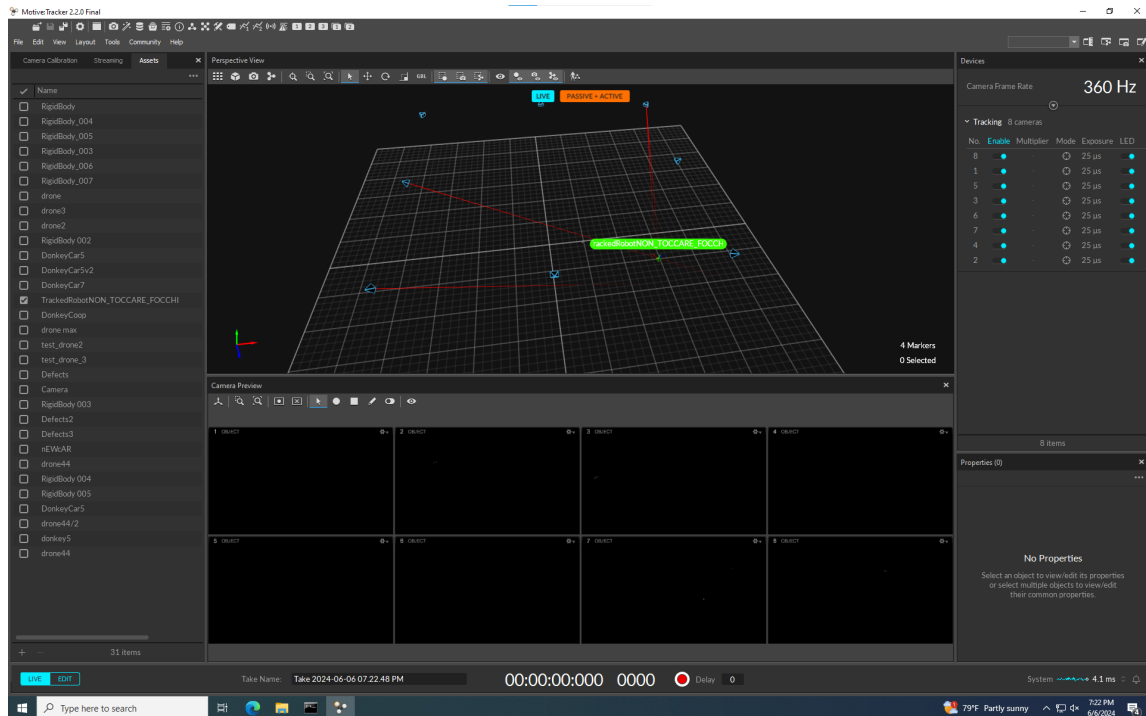 Motive:Tracker 2.2.0 Final
File Edit View Layout Tools Community Help
Camera Calibration Streaming Assets
Name
RigidBody
RigidBody_004
RigidBody_005
RigidBody_003
RigidBody_006
RigidBody_007
drone
drone3
drone2
RigidBody 002
DonkeyCar5
DonkeyCar5v2
DonkeyCar7
TrackedRobotNON_TOCCARE_FOCCHI
DonkeyCoop
drone max
test_drone2
test_drone_3
Defects
Camera
RigidBody 003
Defects2
Defects3
nEWcAR
drone44
RigidBody 004
RigidBody 005
DonkeyCar5
drone44/2
donkey5
drone44
31 items
Perspective View
GBL
LIVE PASSIVE + ACTIVE
rackedRobotNON_TOCCARE_FOCCH
4 Markers
0 Selected
Camera Preview
1 OBJECT
2 OBJECT
3 OBJECT
4 OBJECT
5 OBJECT
6 OBJECT
7 OBJECT
8 OBJECT
Devices
Camera Frame Rate 360 Hz
Tracking 8 cameras
No. Enable Multiplier Mode Exposure LED
8 25 µs
1 25 µs
5 25 µs
3 25 µs
6 25 µs
7 25 µs
4 25 µs
2 25 µs
8 items
Properties (0)
No Properties
Select an object to view/edit its properties
or select multiple objects to view/edit
their common properties.
LIVE EDIT
Take Name: Take 2024-06-06 07.22.48 PM
00:00:00:000 0000 Delay 0
System 4.1 ms
Type here to search
79°F Partly sunny
7:22 PM
6/6/2024